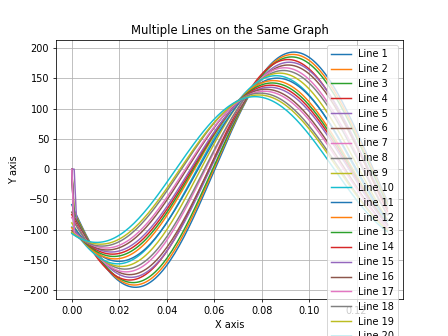 Multiple Lines on the Same Graph
Y axis
200
150
100
50
0
−50
−100
−150
−200
0.00
0.02
0.04
0.06
0.08
0.10
X axis
Line 1
Line 2
Line 3
Line 4
Line 5
Line 6
Line 7
Line 8
Line 9
Line 10
Line 12
Line 13
Line 14
Line 15
Line 16
Line 17
Line 18
Line 19
Line 20